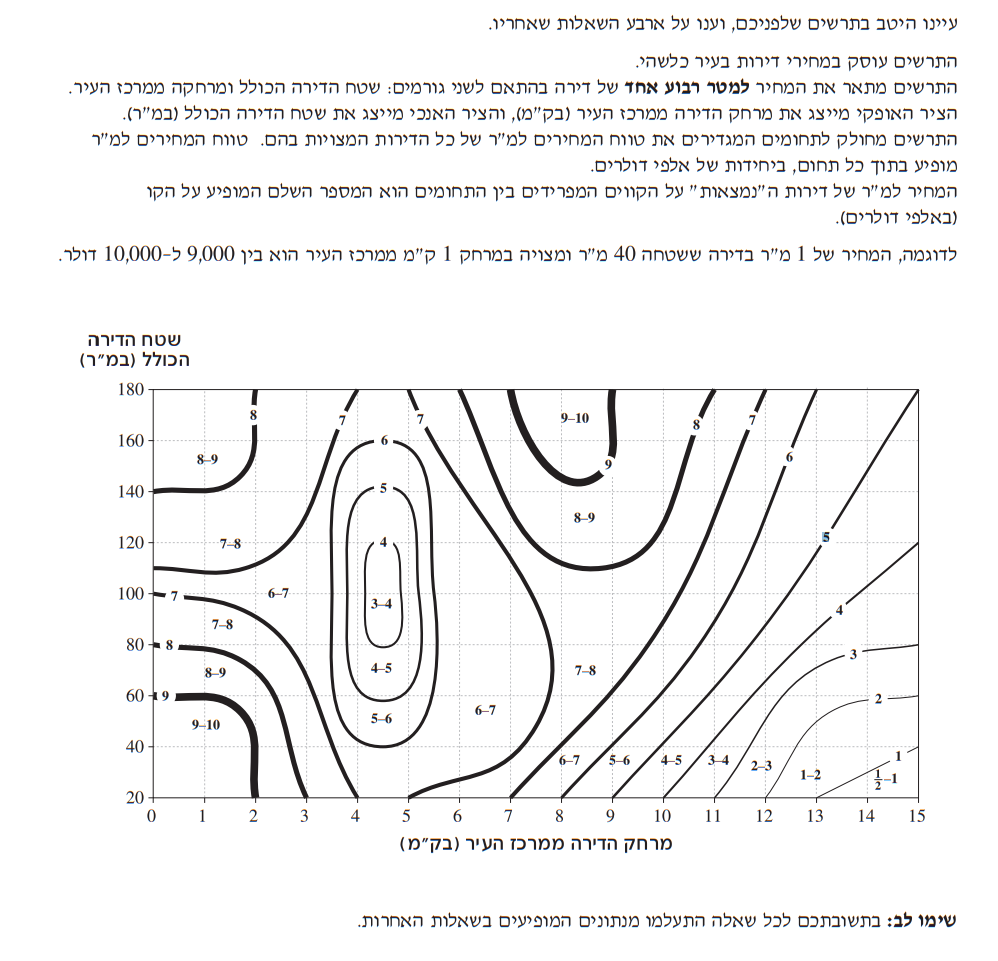 עיינו היטב בתרשים שלפניכם, וענו על ארבע השאלות שאחריו.
התרשים עוסק במחירי דירות בעיר כלשהי.
התרשים מתאר את המחיר למטר רבוע אחד של דירה בהתאם לשני גורמים: שטח הדירה הכולל ומרחקה ממרכז העיר.
הציר האופקי מייצג את מרחק הדירה ממרכז העיר (בק"מ), והציר האנכי מייצג את שטח הדירה הכולל (במ"ר).
התרשים מחולק לתחומים המגדירים את טווח המחירים למ"ר של כל הדירות המצויות בהם. טווח המחירים למ"ר
מופיע בתוך כל תחום, ביחידות של אלפי דולרים.
המחיר למ"ר של דירות ה"נמצאות" על הקווים המפרידים בין התחומים הוא המספר השלם המופיע על הקו
(באלפי דולרים).
לדוגמה, המחיר של 1 מ"ר בדירה ששטחה 40 מ"ר ומצויה במרחק 1 ק"מ ממרכז העיר הוא בין 9,000 ל-10,000 דולר.
שטח הדירה
הכולל (במ"ר)
180
8 7 7 9–10 8 7
160
6 6
8–9 9
140
5
8–9
120
7–8 4 5
100
7 6–7 3–4 4
7–8
80
8 8–9 4–5 7–8 3
60
9 9–10 5–6 6–7 2
40
6–7 5–6 4–5 3–4 2–3 1–2 1
½–1
20
0 1 2 3 4 5 6 7 8 9 10 11 12 13 14 15
מרחק הדירה ממרכז העיר (בק"מ)
שימו לב: בתשובתכם לכל שאלה התעלמו מנתונים המופיעים בשאלות האחרות.